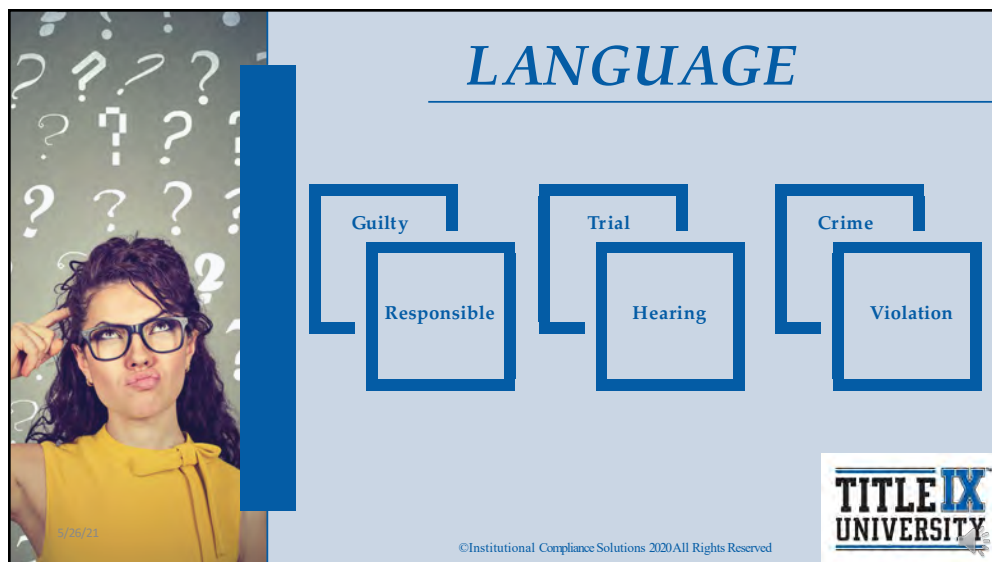 LANGUAGE
Guilty
Responsible
Trial
Hearing
Crime
Violation
TITLE IX
UNIVERSITY
5/26/21
©Institutional Compliance Solutions 2020 All Rights Reserved